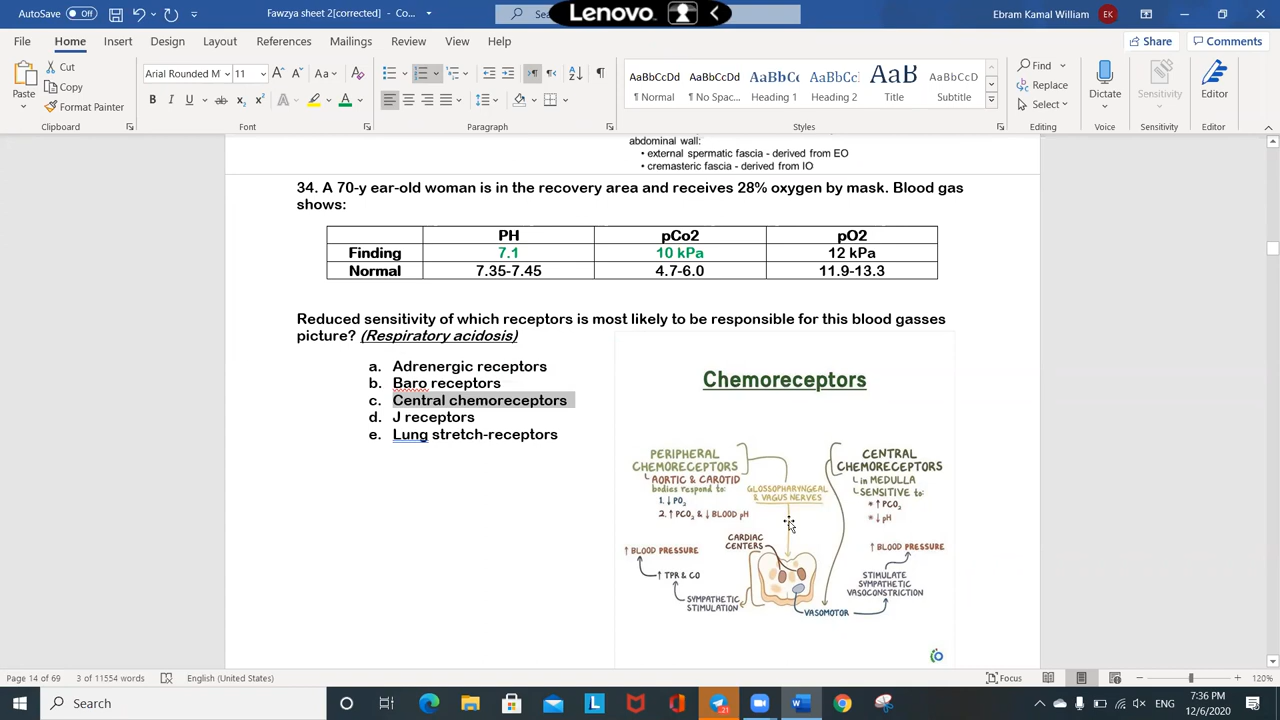 Fawzya Staff 2[corrected]
Lenovo
Ebram Kamal William
EK
File Home Insert Design Layout References Mailings Review View Help
Share
Comments
Paste
Cut
Copy
Format Painter
Clipboard
Arial Rounded M
11
Font
Paragraph
AaBbCcDd
¶ Normal
AaBbCcDd
¶ No Spac...
AaBbCc
Heading 1
AaBbCcD
Heading 2
AaB
Title
AaBbCcD
Subtitle
Styles
Find
Replace
Select
Editing
Dictate
Voice
Sensitivity
Sensitivity
Editor
Editor
abdominal wall:
• external spermatic fascia - derived from EO
• cremasteric fascia - derived from IO
34. A 70-y ear-old woman is in the recovery area and receives 28% oxygen by mask. Blood gas
shows:
PH pCo2 pO2
Finding 7.1 10 kPa 12 kPa
Normal 7.35-7.45 4.7-6.0 11.9-13.3
Reduced sensitivity of which receptors is most likely to be responsible for this blood gasses
picture? (Respiratory acidosis)
a. Adrenergic receptors
b. Baro receptors
c. Central chemoreceptors
d. J receptors
e. Lung stretch-receptors
Chemoreceptors
PERIPHERAL
CHEMORECEPTORS
AORTIC & CAROTID
bodies respond to:
1. ↓ PO2
2. ↑ PCO2 & ↓ BLOOD pH
GLOSSOPHARYNGEAL
& VAGUS NERVES
CENTRAL
CHEMORECEPTORS
in MEDULLA
SENSITIVE to:
* ↑ PCO2
* ↓ pH
CARDIAC
CENTERS
↑ BLOOD PRESSURE
↑ TPR & CO
SYMPATHETIC
STIMULATION
↑ BLOOD PRESSURE
STIMULATE
SYMPATHETIC
VASOCONSTRICTION
VASOMOTOR
Page 14 of 69 3 of 11554 words English (United States)
Focus
120%
Search
21
7:36 PM
12/6/2020